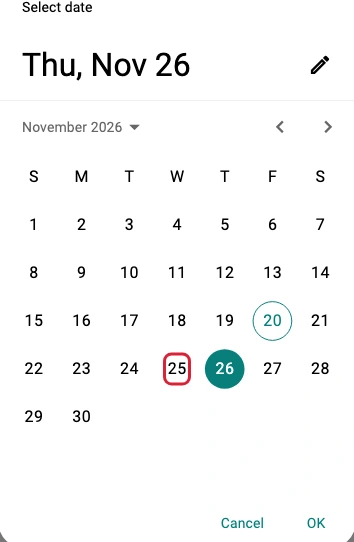 Select date
Thu, Nov 26
November 2026
S M T W T F S
1 2 3 4 5 6 7
8 9 10 11 12 13 14
15 16 17 18 19 20 21
22 23 24 25 26 27 28
29 30
Cancel OK